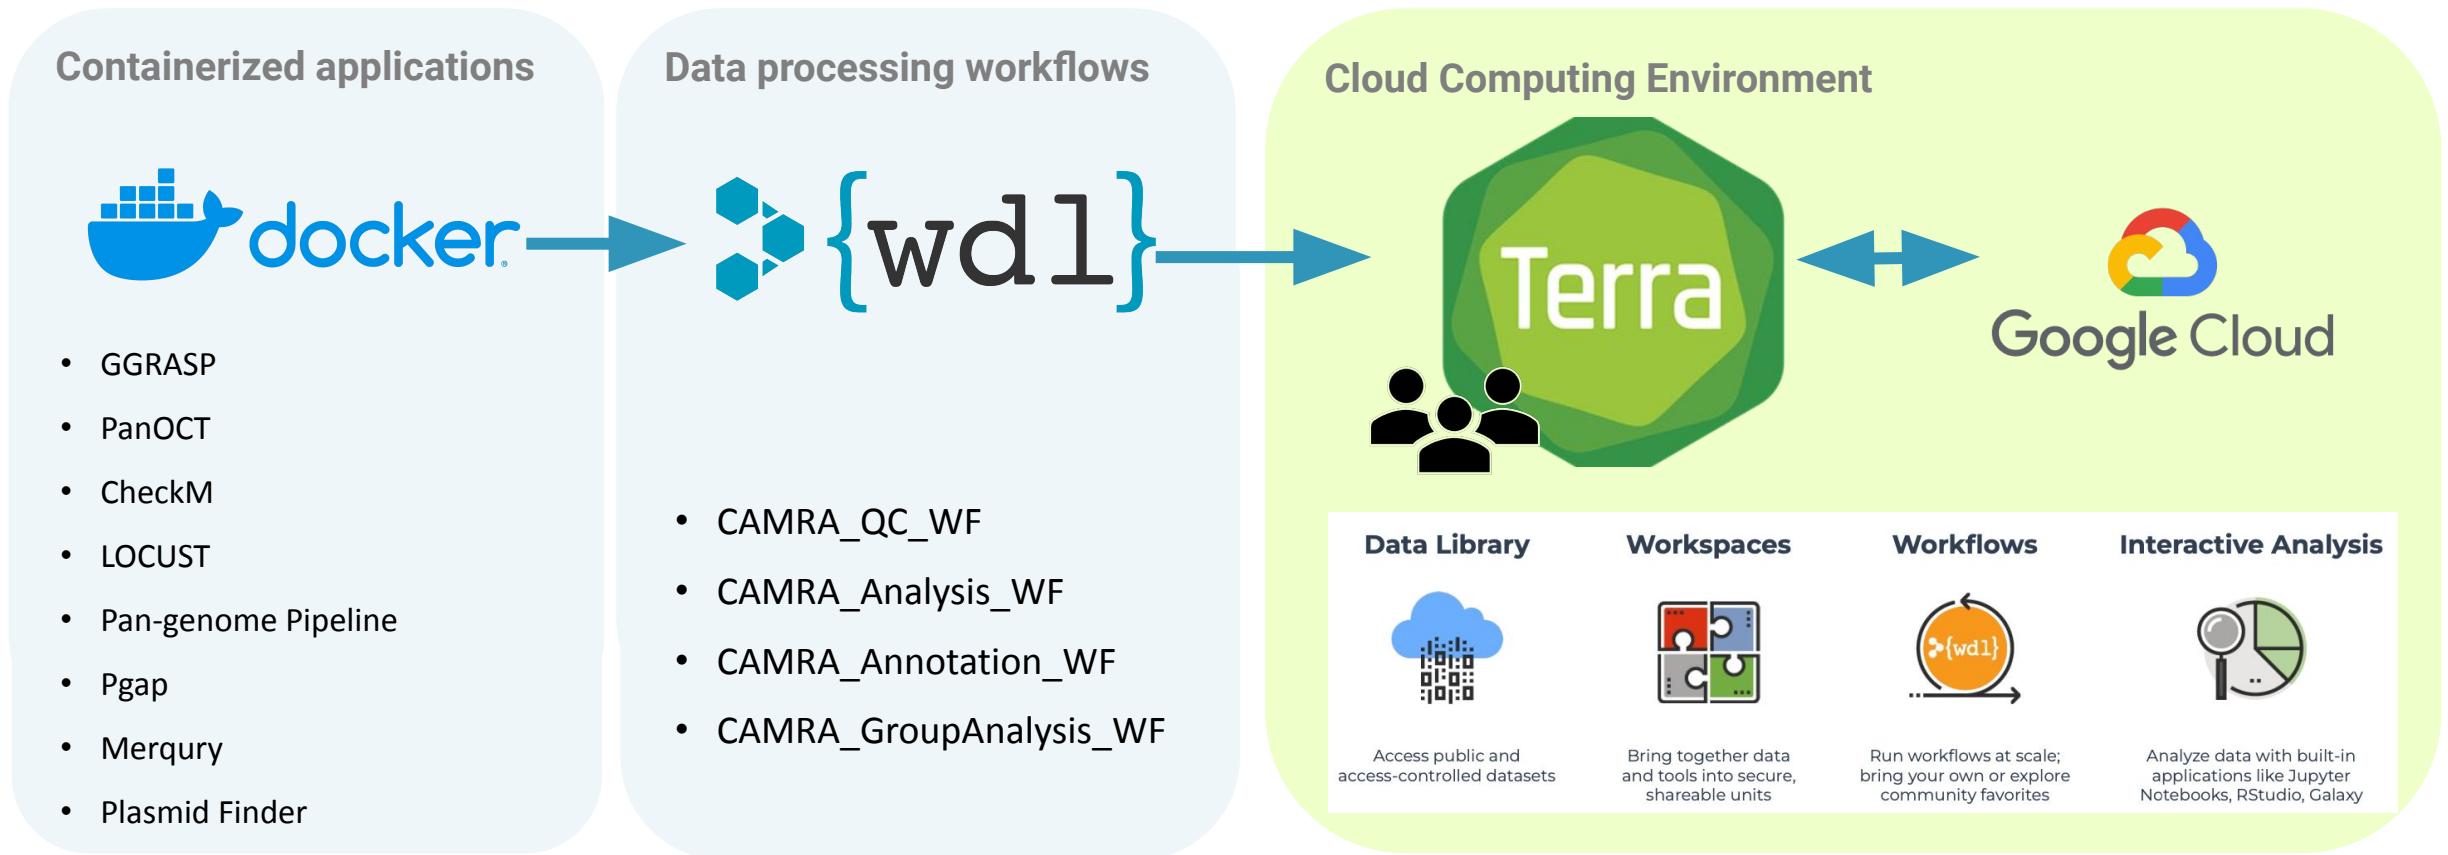 Containerized applications
docker
• GGRASP
• PanOCT
• CheckM
• LOCUST
• Pan-genome Pipeline
• Pgap
• Merqury
• Plasmid Finder
Data processing workflows
{wdl}
• CAMRA_QC_WF
• CAMRA_Analysis_WF
• CAMRA_Annotation_WF
• CAMRA_GroupAnalysis_WF
Cloud Computing Environment
Terra
Google Cloud
Data Library
Access public and
access-controlled datasets
Workspaces
Bring together data
and tools into secure,
shareable units
Workflows
{wdl}
Run workflows at scale;
bring your own or explore
community favorites
Interactive Analysis
Analyze data with built-in
applications like Jupyter
Notebooks, RStudio, Galaxy